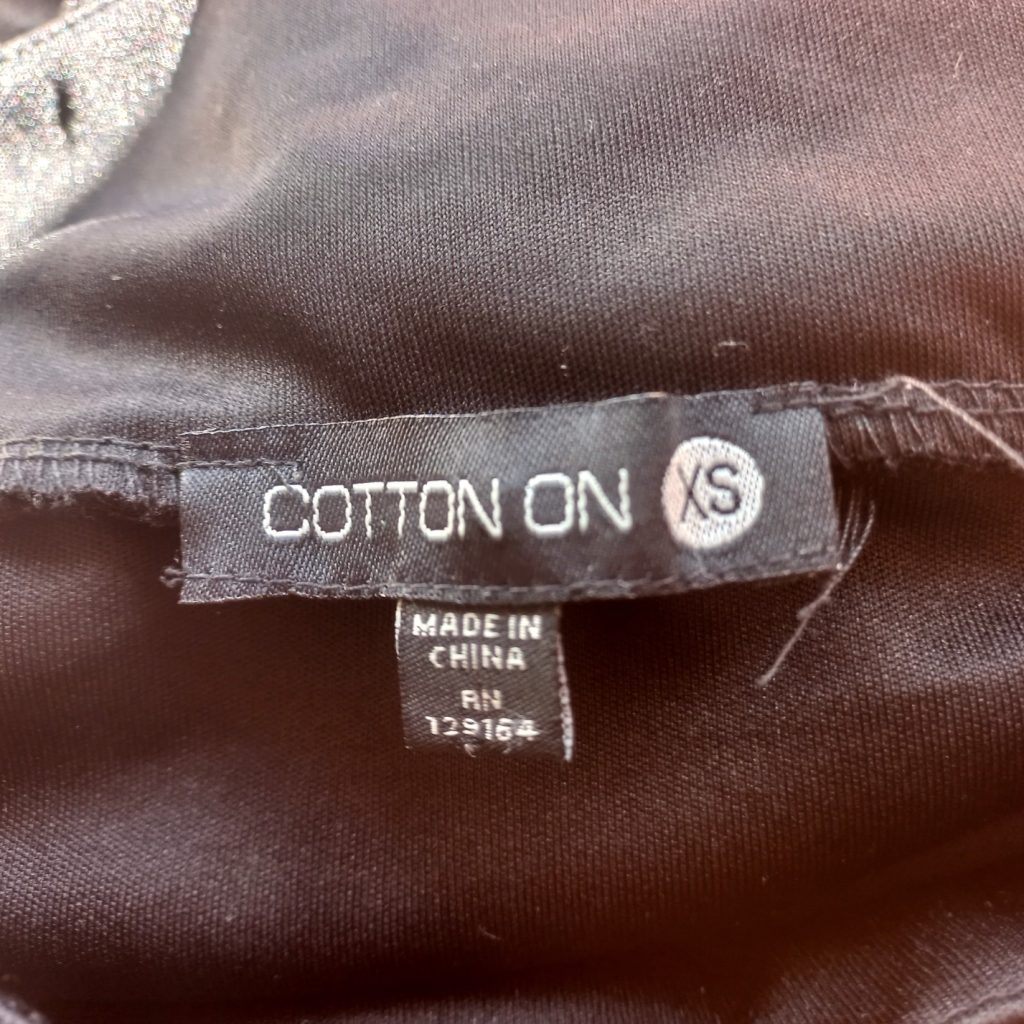 COTTON ON XS
MADE IN
CHINA
RN
129164